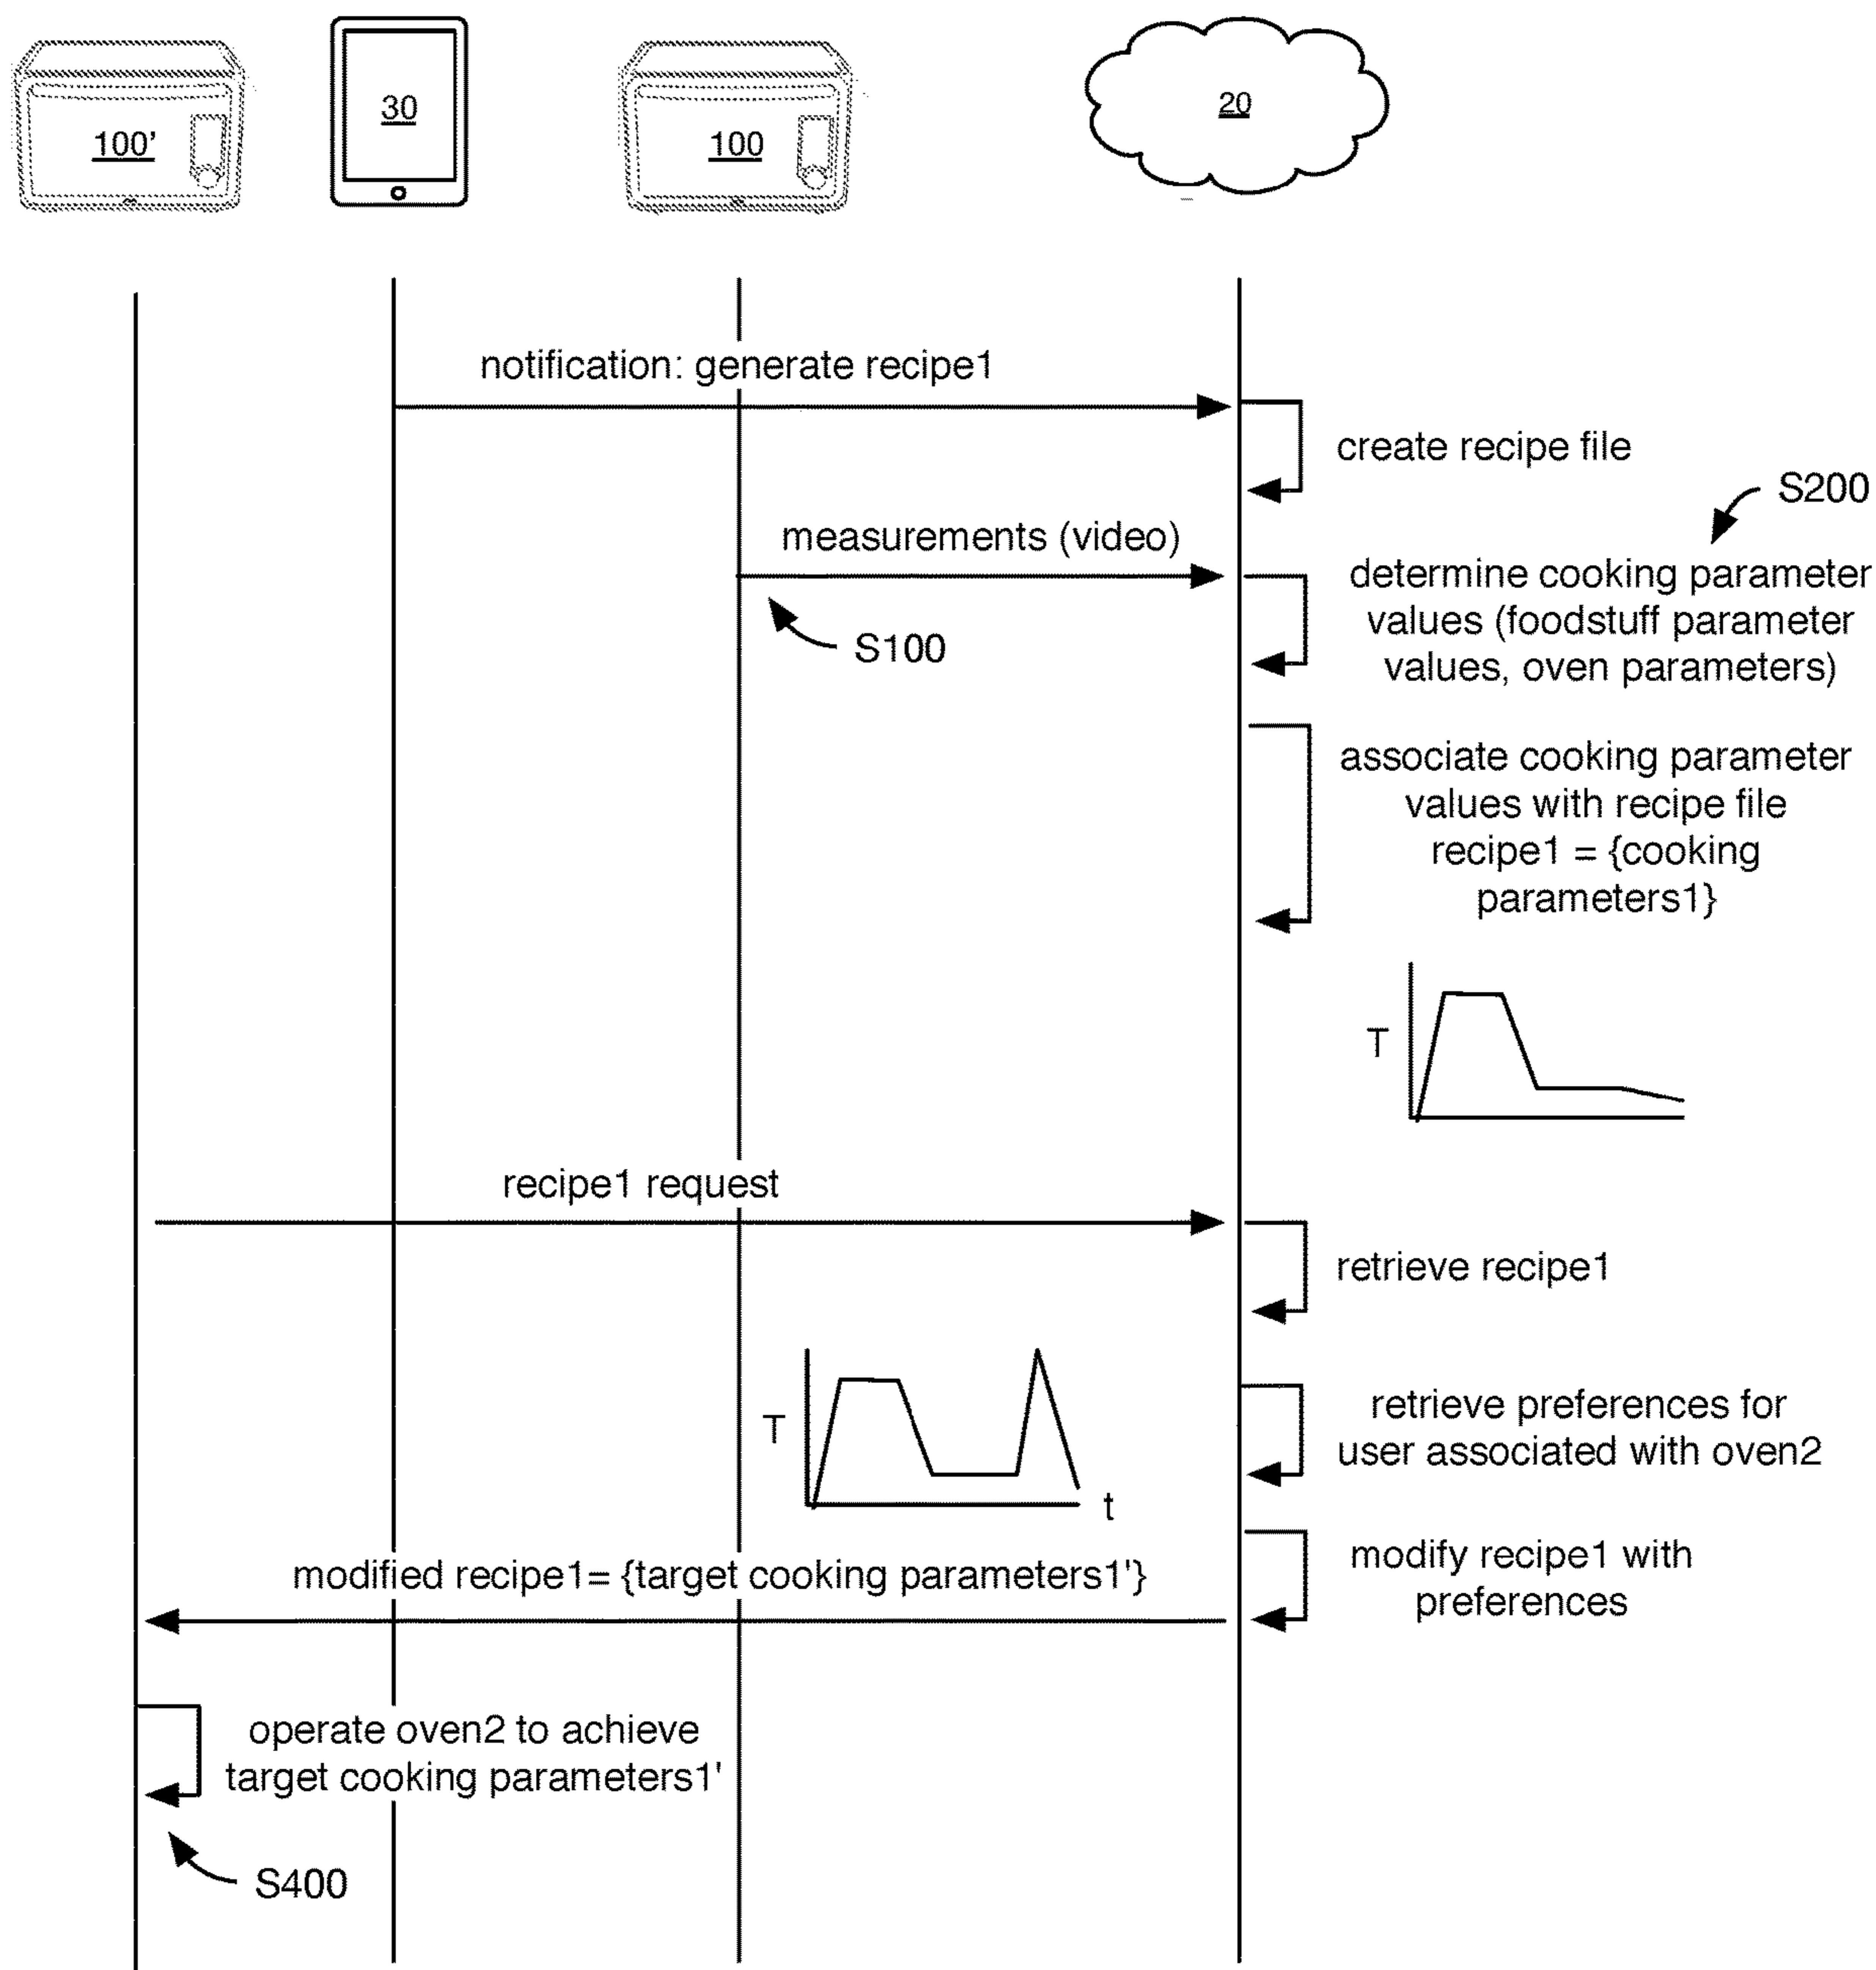 100'
30
100
20
notification: generate recipe1
create recipe file
S200
measurements (video)
determine cooking parameter
values (foodstuff parameter
values, oven parameters)
S100
associate cooking parameter
values with recipe file
recipe1 = {cooking
parameters1}
T
recipe1 request
retrieve recipe1
T
t
retrieve preferences for
user associated with oven2
modified recipe1= {target cooking parameters1'}
modify recipe1 with
preferences
operate oven2 to achieve
target cooking parameters1'
S400